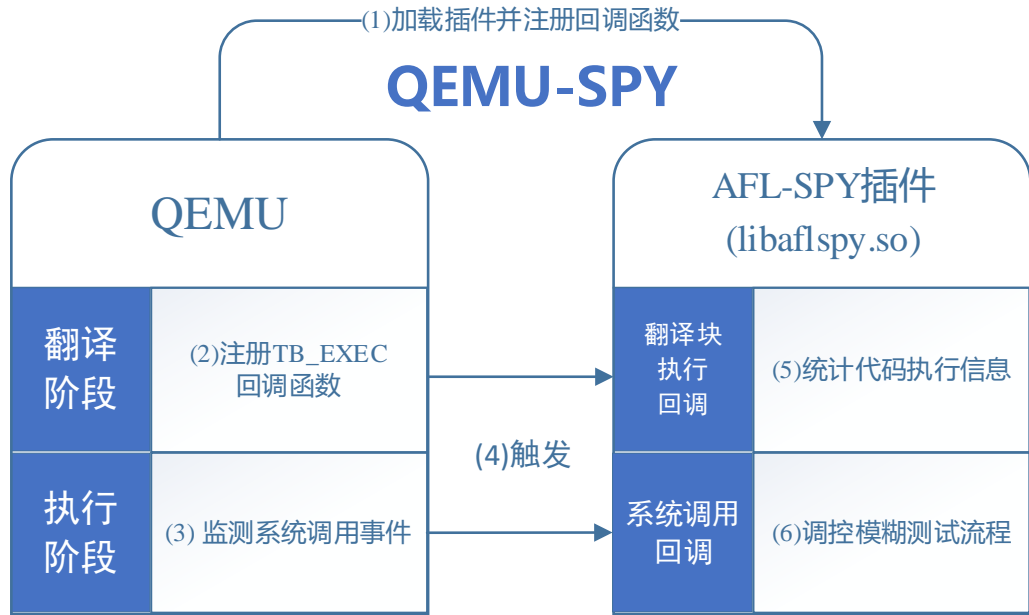 (1)加载插件并注册回调函数
QEMU-SPY
QEMU
AFL-SPY插件
(libaflspy.so)
翻译
阶段
(2)注册TB_EXEC
回调函数
翻译块
执行
回调
(5)统计代码执行信息
(4)触发
执行
阶段
(3) 监测系统调用事件
系统调用
回调
(6)调控模糊测试流程